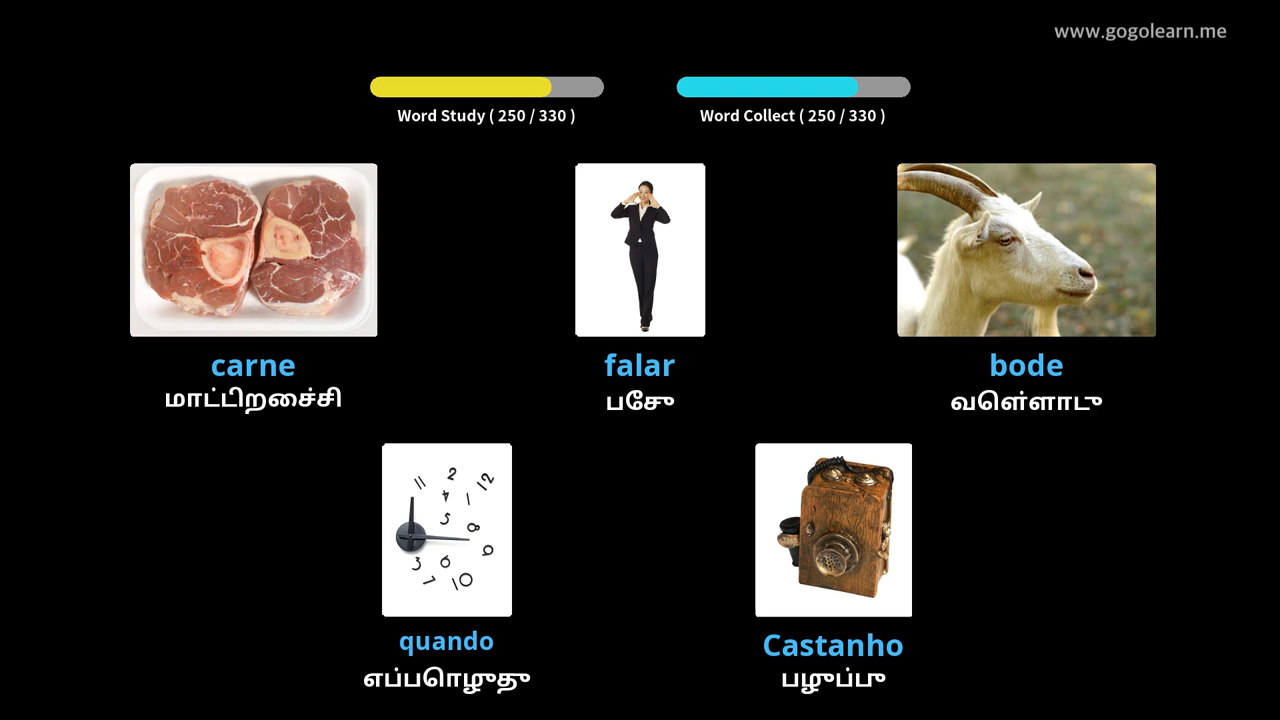 www.gogolearn.me
Word Study ( 250 / 330 )
Word Collect ( 250 / 330 )
carne
மாட்டிறைச்சி
falar
பேசு
bode
வெள்ளாடு
quando
எப்பொழுது
Castanho
பழுப்பு